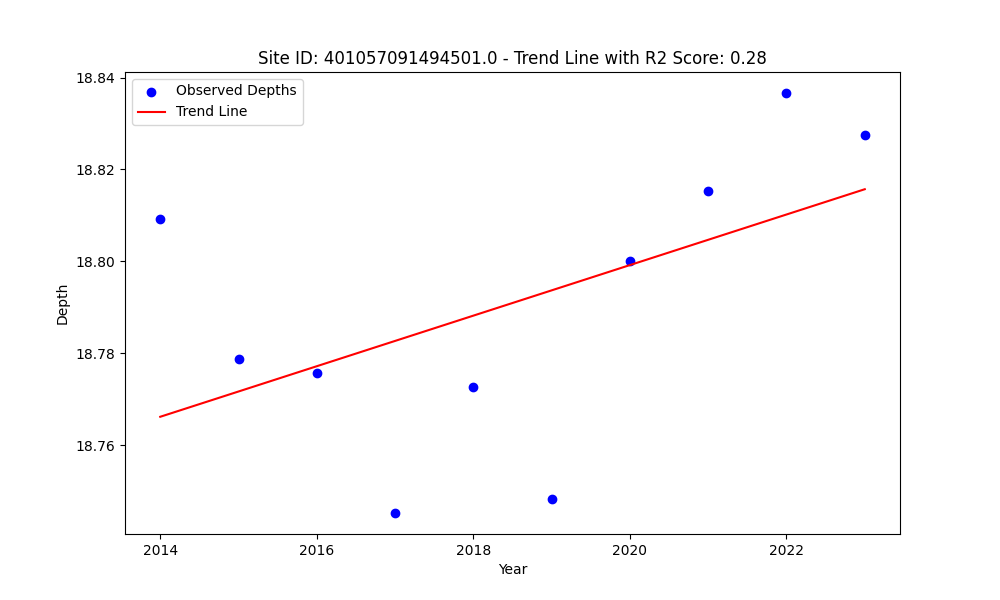 Site ID: 401057091494501.0 - Trend Line with R2 Score: 0.28
Observed Depths
Trend Line
18.84
18.82
18.80
18.78
18.76
Depth
2014
2016
2018
2020
2022
Year